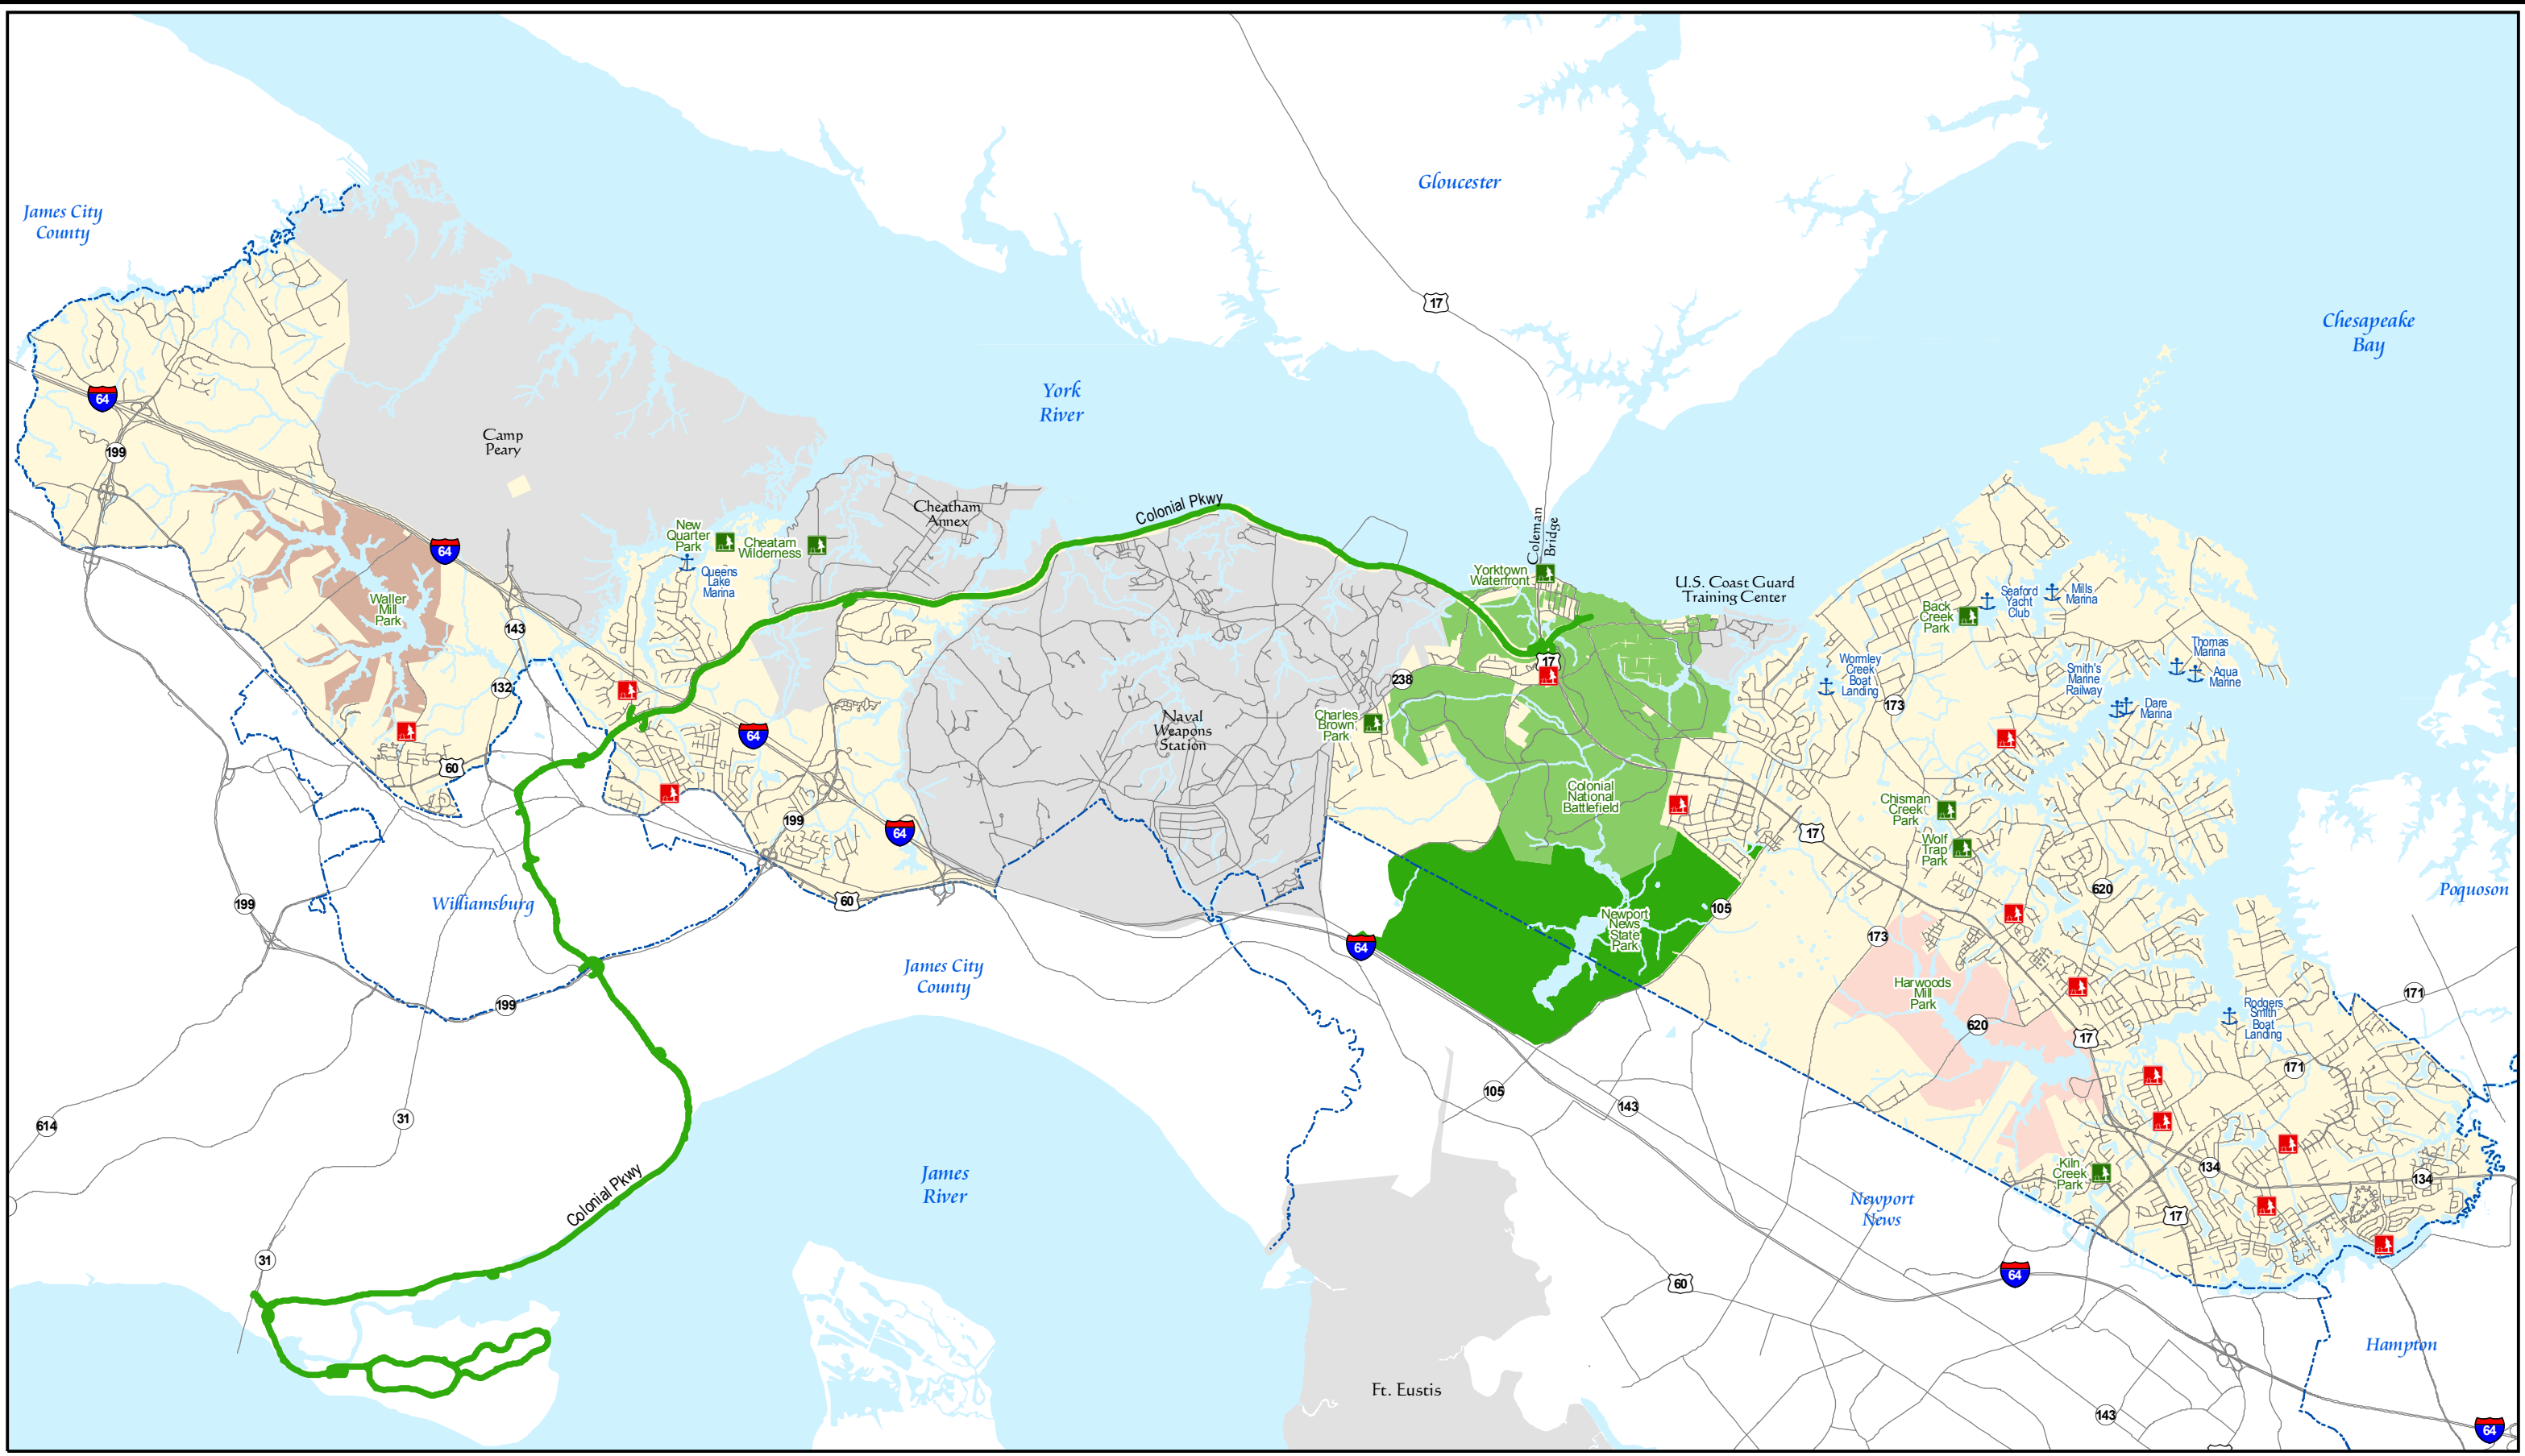 Gloucester
James City
County
17
Chesapeake
Bay
York
River
64
199
Camp
Peary
Colonial Pkwy
Cheatham
Annex
Coleman
Bridge
New
Quarter
Park
Cheatam
Wilderness
64
Queens
Lake
Marina
Yorktown
Waterfront
U.S. Coast Guard
Training Center
Seaford
Yacht
Club
Mills
Marina
Back
Creek
Park
Waller
Mill
Park
143
132
17
238
Wormley
Creek
Boat
Landing
Thomas
Marina
Aqua
Marine
Smith's
Marine
Railway
Dare
Marina
173
Charles
Brown
Park
Naval
Weapons
Station
64
60
Colonial
National
Battlefield
Chisman
Creek
Park
Wolf
Trap
Park
199
64
17
620
Poquoson
60
199
Williamsburg
105
Newport
News
State
Park
64
173
James City
County
Harwoods
Mill
Park
171
199
Rodgers
Smith
Boat
Landing
620
17
171
105
143
31
614
James
River
Colonial Pkwy
Kiln
Creek
Park
134
134
Newport
News
17
31
64
60
Hampton
Ft. Eustis
143
64